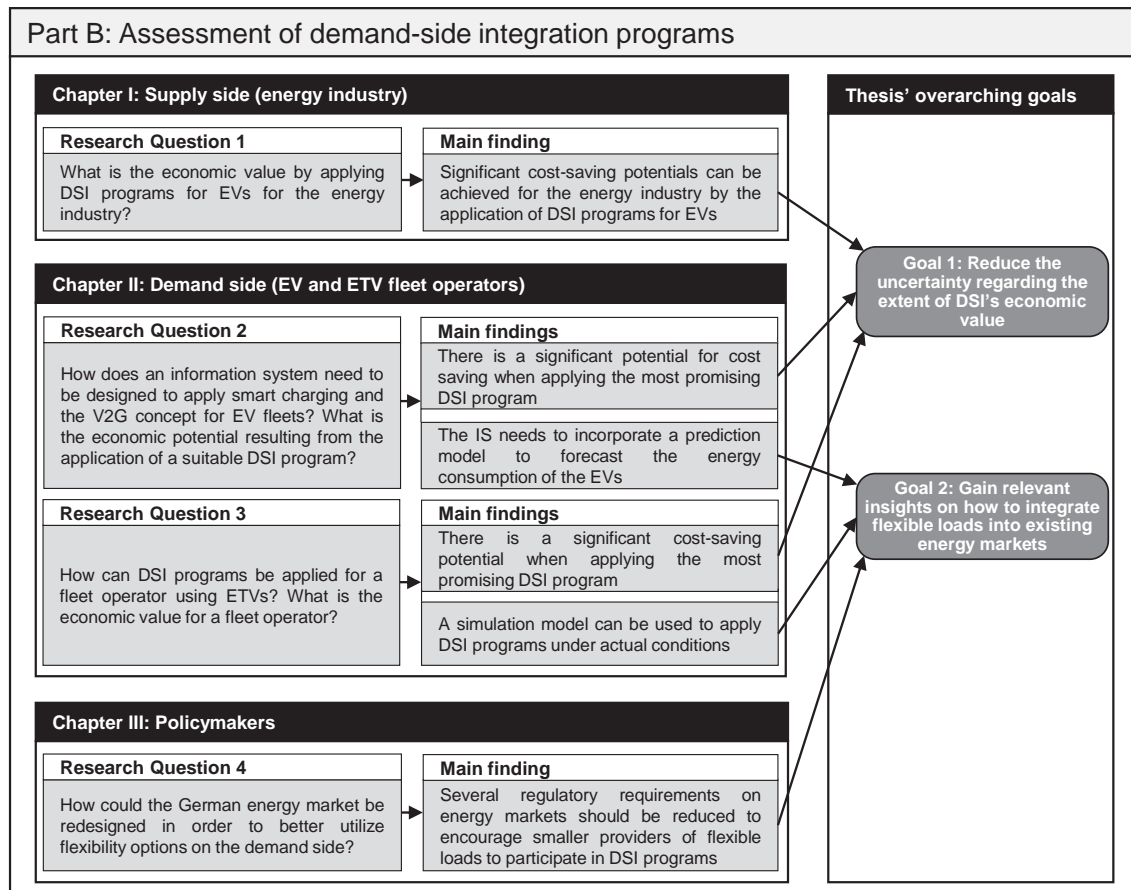 Part B: Assessment of demand-side integration programs
Chapter I: Supply side (energy industry)
Research Question 1
What is the economic value by applying
DSI programs for EVs for the energy
industry?
Main finding
Significant cost-saving potentials can be
achieved for the energy industry by the
application of DSI programs for EVs
Chapter II: Demand side (EV and ETV fleet operators)
Research Question 2
How does an information system need to
be designed to apply smart charging and
the V2G concept for EV fleets? What is
the economic potential resulting from the
application of a suitable DSI program?
Main findings
There is a significant potential for cost
saving when applying the most promising
DSI program
The IS needs to incorporate a prediction
model to forecast the energy
consumption of the EVs
Research Question 3
How can DSI programs be applied for a
fleet operator using ETVs? What is the
economic value for a fleet operator?
Main findings
There is a significant cost-saving
potential when applying the most
promising DSI program
A simulation model can be used to apply
DSI programs under actual conditions
Chapter III: Policymakers
Research Question 4
How could the German energy market be
redesigned in order to better utilize
flexibility options on the demand side?
Main finding
Several regulatory requirements on
energy markets should be reduced to
encourage smaller providers of flexible
loads to participate in DSI programs
Thesis' overarching goals
Goal 1: Reduce the
uncertainty regarding the
extent of DSI's economic
value
Goal 2: Gain relevant
insights on how to integrate
flexible loads into existing
energy markets